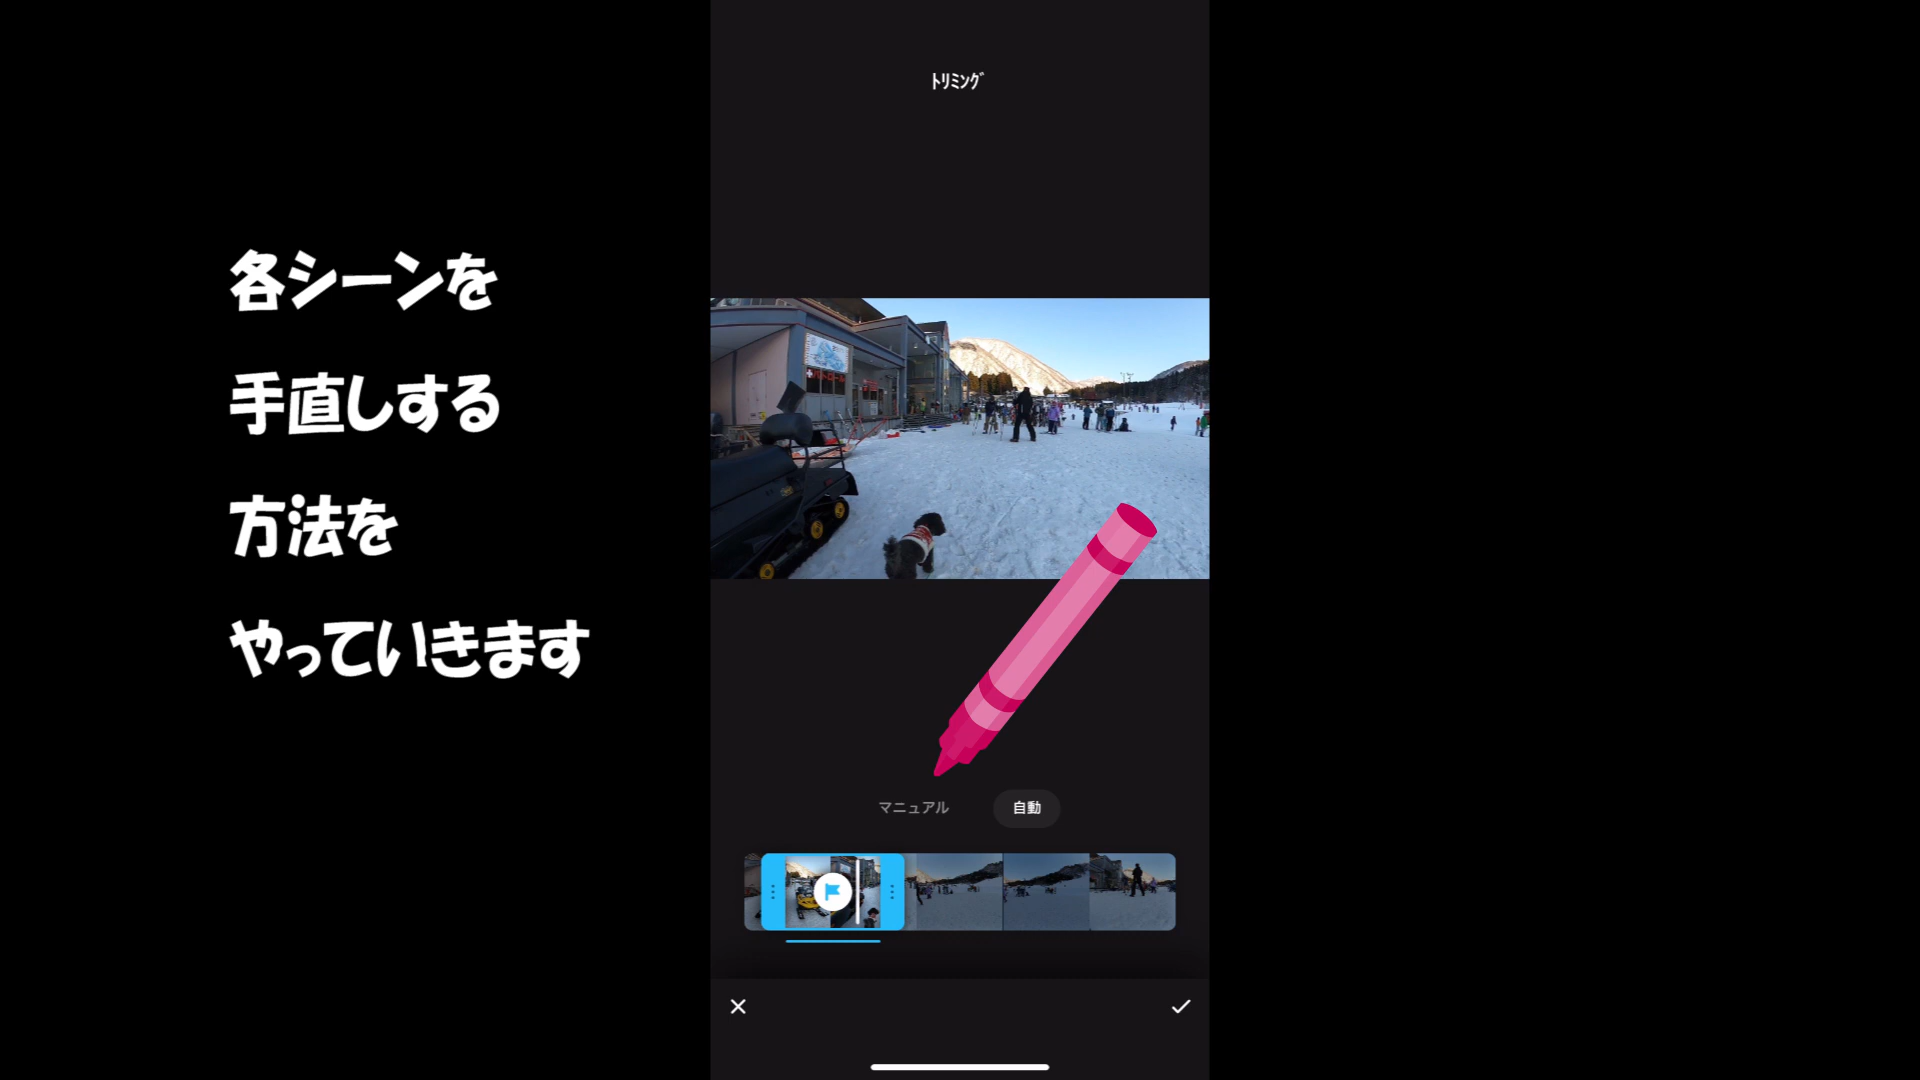 各シーンを
手直しする
方法を
やっていきます
ﾄﾘﾐﾝｸﾞ
マニュアル
自動